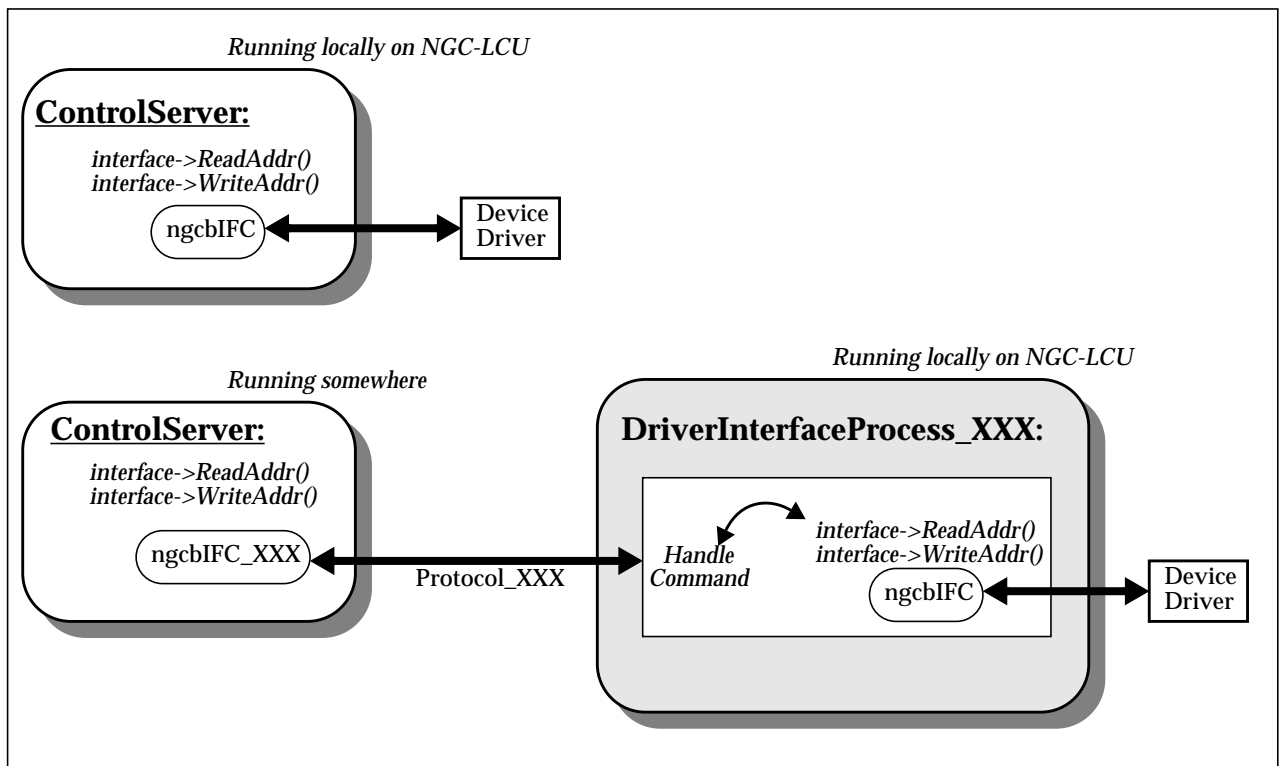 Running locally on NGC-LCU
ControlServer:
interface->ReadAddr()
interface->WriteAddr()
ngcbIFC
Device
Driver
Running locally on NGC-LCU
Running somewhere
ControlServer:
interface->ReadAddr()
interface->WriteAddr()
ngcbIFC_XXX
Protocol_XXX
DriverInterfaceProcess_XXX:
Handle
Command
interface->ReadAddr()
interface->WriteAddr()
ngcbIFC
Device
Driver